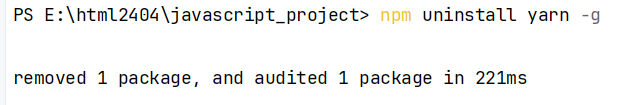 PS E:\html2404\javascript_project> npm uninstall yarn -g
removed 1 package, and audited 1 package in 221ms